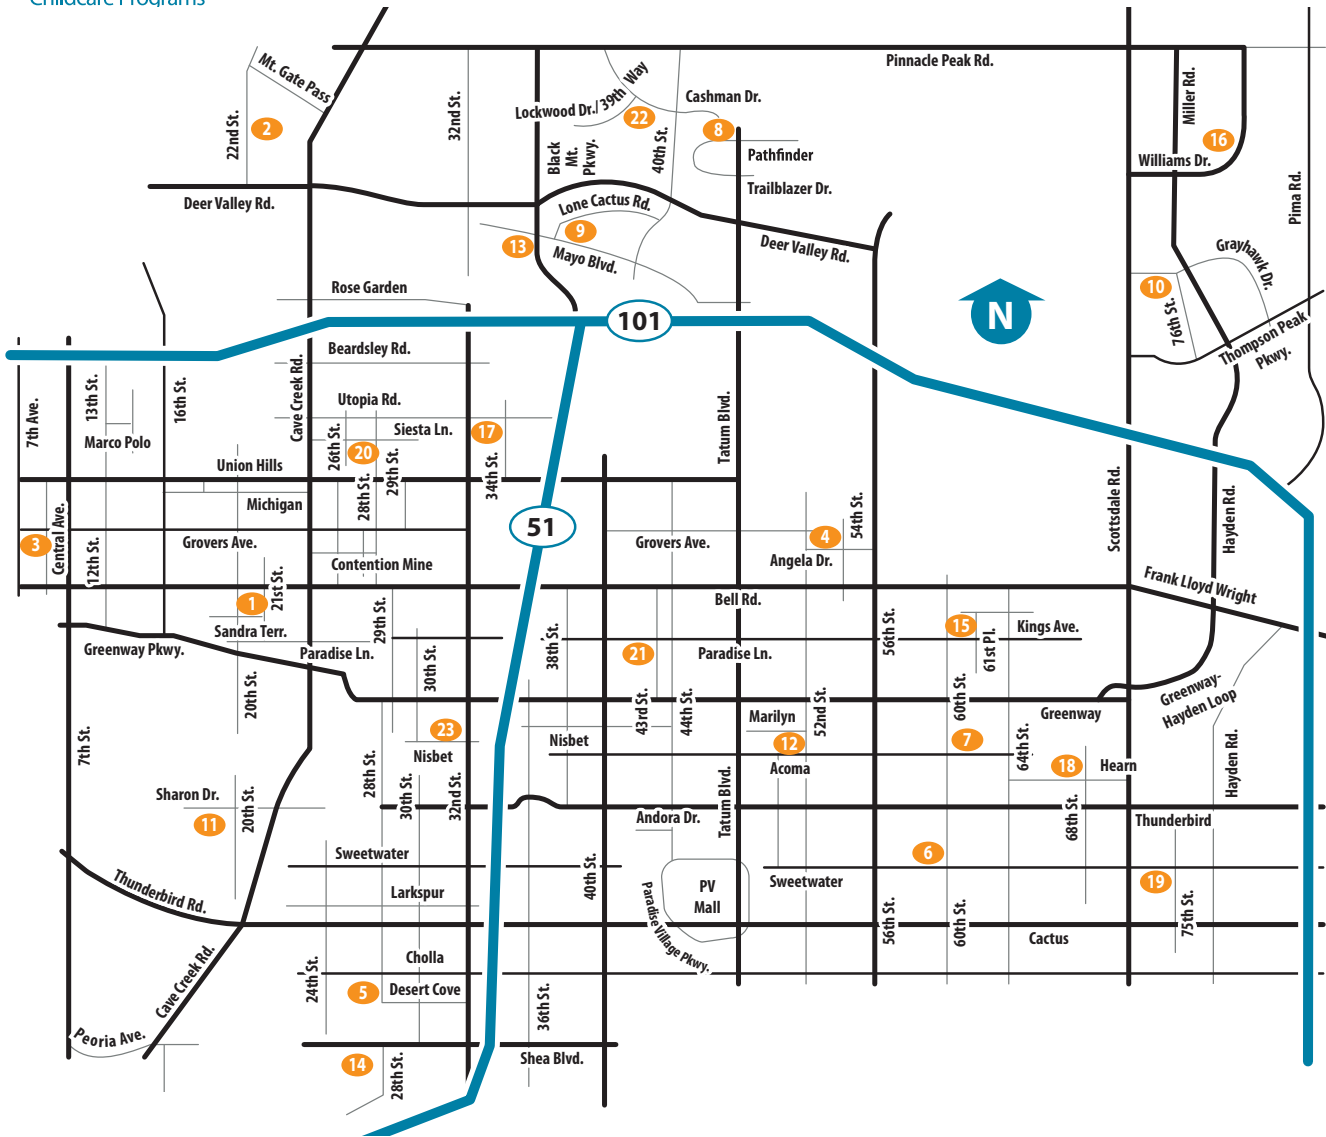 Childcare Programs
Pinnacle Peak Rd.
Mt. Gate Pass
22nd St.
2
32nd St.
Lockwood Dr./39th Way
22
Cashman Dr.
8
40th St.
Black
Mt.
Pkwy.
Pathfinder
Trailblazer Dr.
Miller Rd.
16
Williams Dr.
Pima Rd.
Deer Valley Rd.
Lone Cactus Rd.
9
13
Mayo Blvd.
Deer Valley Rd.
Grayhawk Dr.
10
76th St.
Thompson Peak
Pkwy.
N
Rose Garden
101
Beardsley Rd.
Cave Creek Rd.
7th Ave.
13th St.
16th St.
Marco Polo
Utopia Rd.
Siesta Ln.
17
26th St.
20
29th St.
28th St.
34th St.
Tatum Blvd.
Union Hills
Michigan
51
Scottsdale Rd.
Hayden Rd.
54th St.
3
Central Ave.
12th St.
Grovers Ave.
Contention Mine
Grovers Ave.
4
Angela Dr.
21st St.
1
Bell Rd.
Frank Lloyd Wright
Sandra Terr.
29th St.
Greenway Pkwy.
Paradise Ln.
30th St.
38th St.
21
Paradise Ln.
56th St.
15
61st Pl.
Kings Ave.
20th St.
43rd St.
44th St.
52nd St.
60th St.
Greenway
Greenway-
Hayden Loop
7th St.
23
Nisbet
Nisbet
Marilyn
12
Acoma
7
64th St.
18
Hearn
Hayden Rd.
28th St.
30th St.
32nd St.
Tatum Blvd.
68th St.
Sharon Dr.
11
20th St.
Andora Dr.
Thunderbird
Sweetwater
6
Sweetwater
19
75th St.
40th St.
Thunderbird Rd.
Larkspur
PV
Mall
Paradise Village Pkwy.
56th St.
60th St.
Cactus
Cave Creek Rd.
Cholla
24th St.
5
Desert Cove
36th St.
Peoria Ave.
14
28th St.
Shea Blvd.